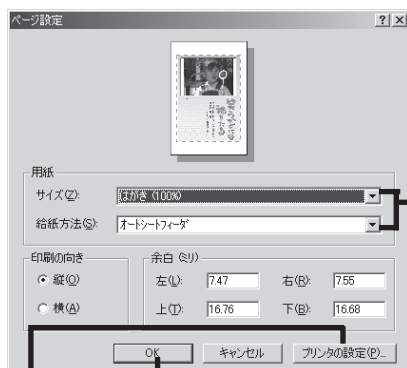 ページ設定
用紙
サイズ(Z): はがき (100%)
給紙方法(S): オートシートフィーダ
印刷の向き
縦(O)
横(A)
余白 (ミリ)
左(L): 7.47 右(R): 7.55
上(T): 16.76 下(B): 16.68
OK キャンセル プリンタの設定(P)...